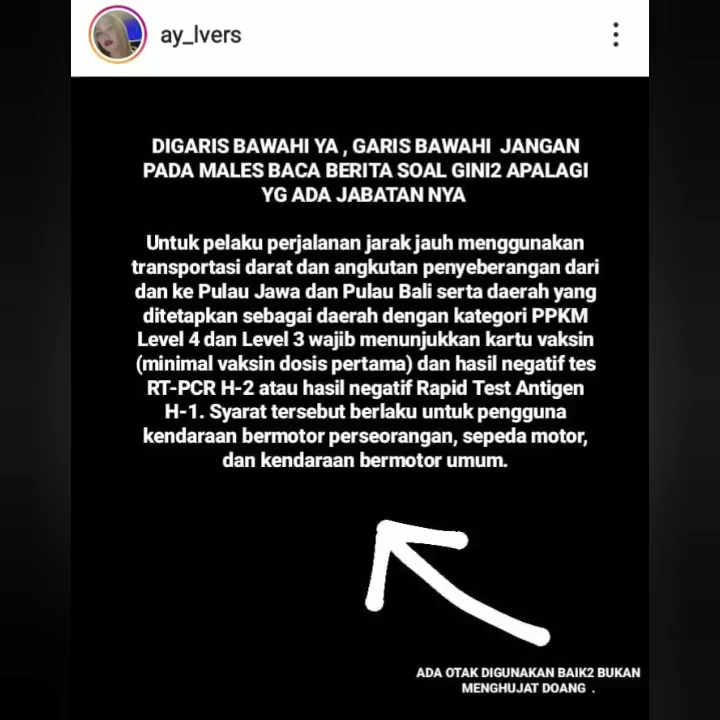 ay_lvers
DIGARIS BAWAHI YA , GARIS BAWAHI JANGAN
PADA MALES BACA BERITA SOAL GINI2 APALAGI
YG ADA JABATAN NYA
Untuk pelaku perjalanan jarak jauh menggunakan
transportasi darat dan angkutan penyeberangan dari
dan ke Pulau Jawa dan Pulau Bali serta daerah yang
ditetapkan sebagai daerah dengan kategori PPKM
Level 4 dan Level 3 wajib menunjukkan kartu vaksin
(minimal vaksin dosis pertama) dan hasil negatif tes
RT-PCR H-2 atau hasil negatif Rapid Test Antigen
H-1. Syarat tersebut berlaku untuk pengguna
kendaraan bermotor perseorangan, sepeda motor,
dan kendaraan bermotor umum.
ADA OTAK DIGUNAKAN BAIK2 BUKAN
MENGHUJAT DOANG .